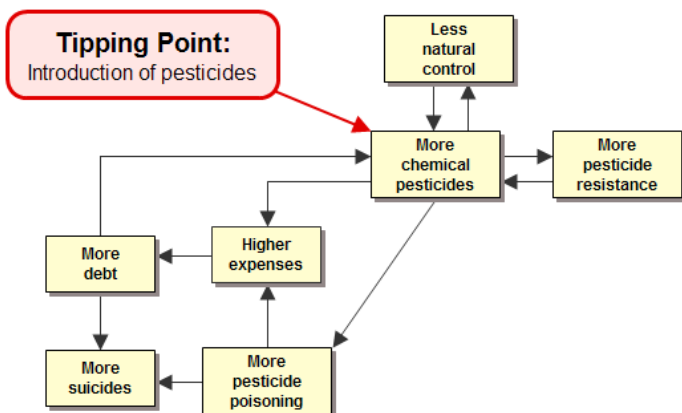 Tipping Point:
Introduction of pesticides
Less
natural
control
More
chemical
pesticides
More
pesticide
resistance
More
debt
Higher
expenses
More
suicides
More
pesticide
poisoning